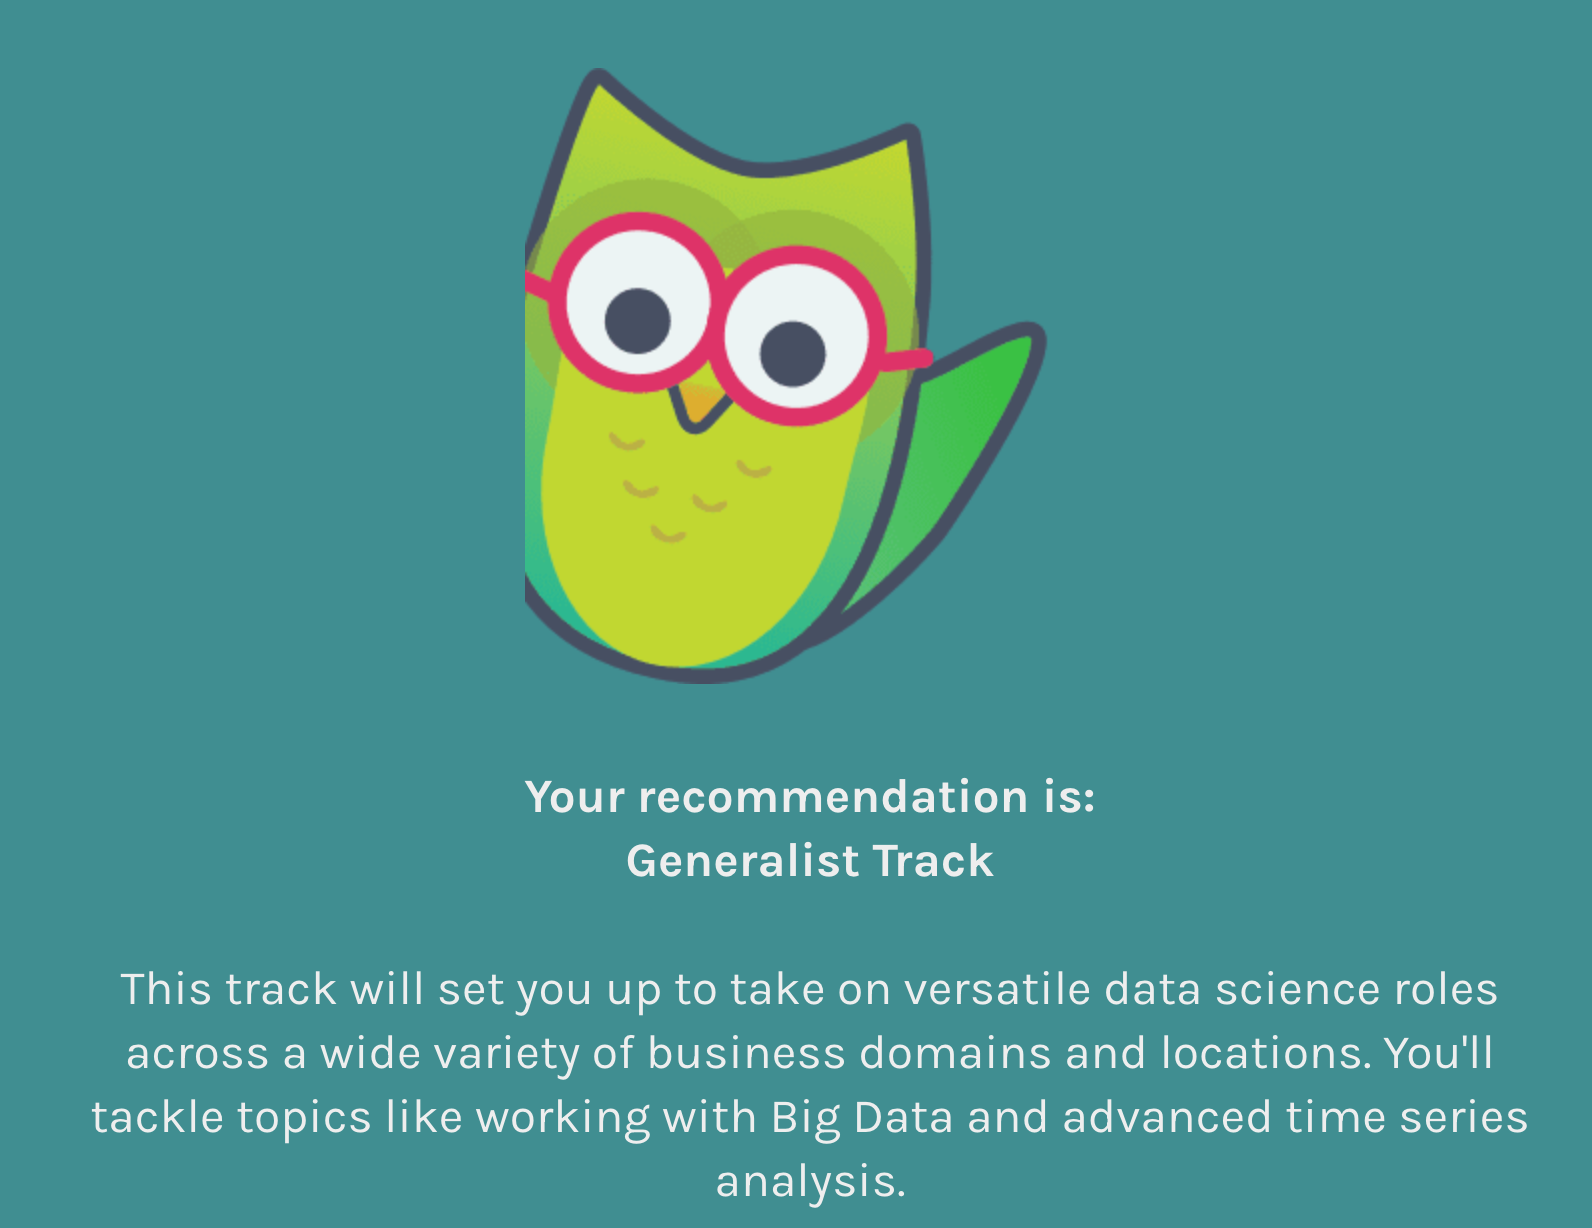 Your recommendation is:
Generalist Track
This track will set you up to take on versatile data science roles
across a wide variety of business domains and locations. You'll
tackle topics like working with Big Data and advanced time series
analysis.